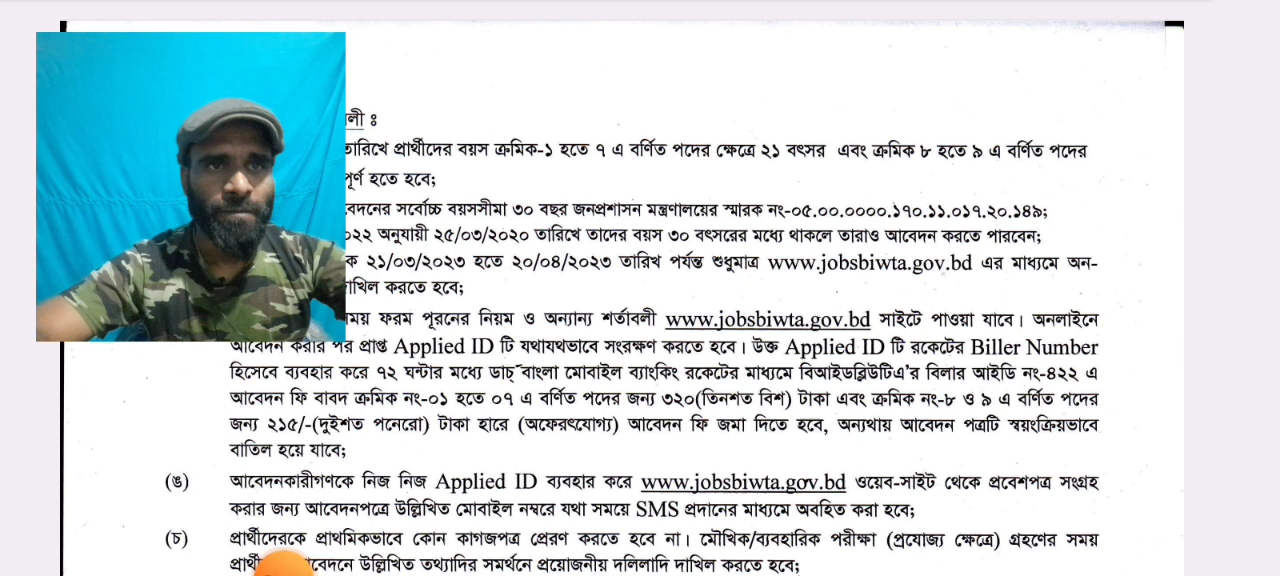 লী ঃ
তারিখে প্রার্থীদের বয়স ক্রমিক-১ হতে ৭ এ বর্ণিত পদের ক্ষেত্রে ২১ বৎসর এবং ক্রমিক ৮ হতে ৯ এ বর্ণিত পদের
পূর্ণ হতে হবে;
বেদনের সর্বোচ্চ বয়সসীমা ৩০ বছর জনপ্রশাসন মন্ত্রণালয়ের স্মারক নং-০৫.০০.০০০০.১৭০.১১.০১৭.২০.১৪৯;
২০২২ অনুযায়ী ২৫/০৩/২০২০ তারিখে তাদের বয়স ৩০ বৎসরের মধ্যে থাকলে তারাও আবেদন করতে পারবেন;
ক ২১/০৩/২০২৩ হতে ২০/০৪/২০২৩ তারিখ পর্যন্ত শুধুমাত্র www.jobsbiwta.gov.bd এর মাধ্যমে অন-
াখিল করতে হবে;
ময় ফরম পূরনের নিয়ম ও অন্যান্য শর্তাবলী www.jobsbiwta.gov.bd সাইটে পাওয়া যাবে। অনলাইনে
আবেদন করার পর প্রাপ্ত Applied ID টি যথাযথভাবে সংরক্ষণ করতে হবে। উক্ত Applied ID টি রকেটের Biller Number
হিসেবে ব্যবহার করে ৭২ ঘন্টার মধ্যে ডাচ্‌ বাংলা মোবাইল ব্যাংকিং রকেটের মাধ্যমে বিআইডব্লিউটিএ'র বিলার আইডি নং-৪২২ এ
আবেদন ফি বাবদ ক্রমিক নং-০১ হতে ০৭ এ বর্ণিত পদের জন্য ৩২০(তিনশত বিশ) টাকা এবং ক্রমিক নং-৮ ও ৯ এ বর্ণিত পদের
জন্য ২১৫/-(দুইশত পনেরো) টাকা হারে (অফেরৎযোগ্য) আবেদন ফি জমা দিতে হবে, অন্যথায় আবেদন পত্রটি স্বয়ংক্রিয়ভাবে
বাতিল হয়ে যাবে;
(ঙ) আবেদনকারীগণকে নিজ নিজ Applied ID ব্যবহার করে www.jobsbiwta.gov.bd ওয়েব-সাইট থেকে প্রবেশপত্র সংগ্রহ
করার জন্য আবেদনপত্রে উল্লিখিত মোবাইল নম্বরে যথা সময়ে SMS প্রদানের মাধ্যমে অবহিত করা হবে;
(চ) প্রার্থীদেরকে প্রাথমিকভাবে কোন কাগজপত্র প্রেরণ করতে হবে না। মৌখিক/ব্যবহারিক পরীক্ষা (প্রযোজ্য ক্ষেত্রে) গ্রহণের সময়
প্রার্থী বেদনে উল্লিখিত তথ্যাদির সমর্থনে প্রয়োজনীয় দলিলাদি দাখিল করতে হবে;